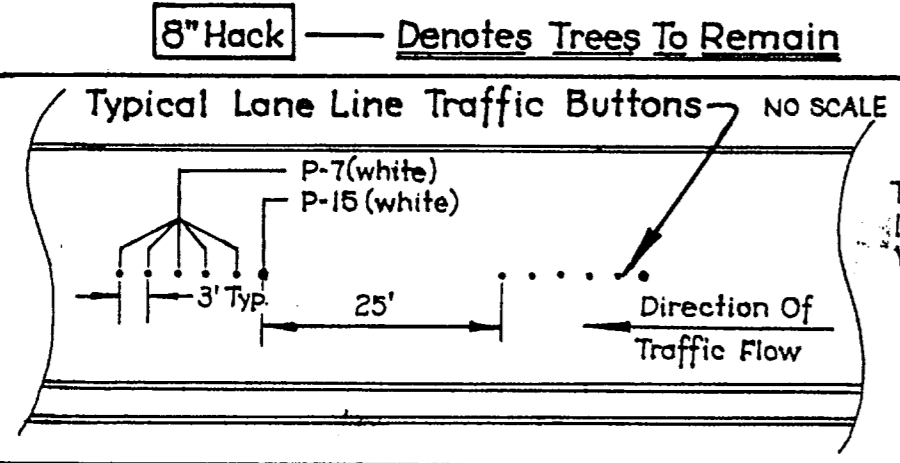 8" Hack —— Denotes Trees To Remain
Typical Lane Line Traffic Buttons NO SCALE
P-7(white)
P-15(white)
3' Typ.
25'
Direction Of
Traffic Flow